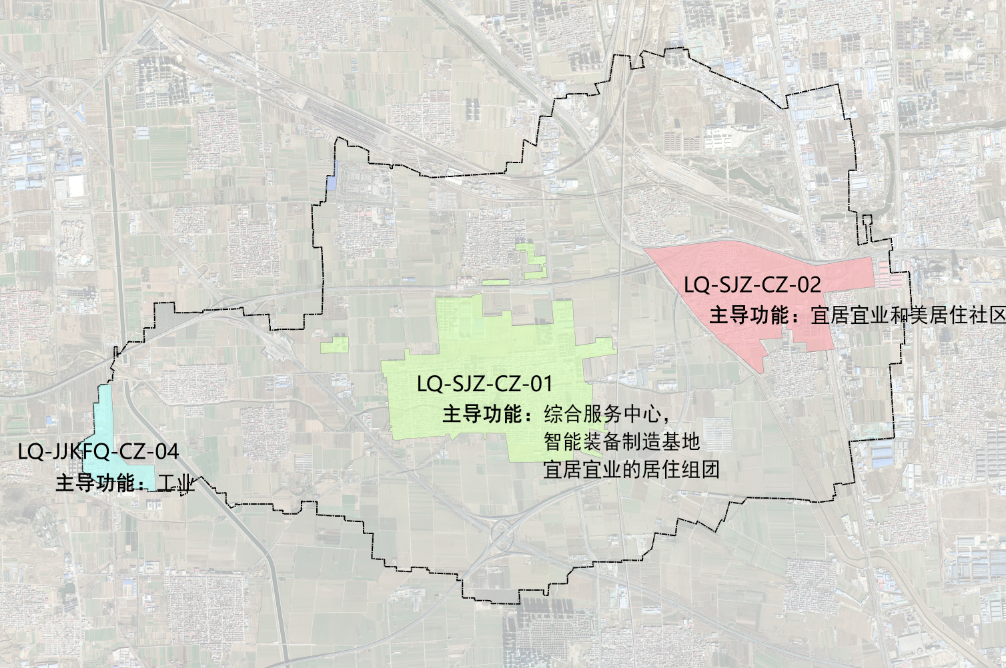 LQ-SJZ-CZ-02
主导功能：宜居宜业和美居住社区
LQ-SJZ-CZ-01
主导功能：综合服务中心，
智能装备制造基地
宜居宜业的居住组团
LQ-JJKFQ-CZ-04
主导功能：工业